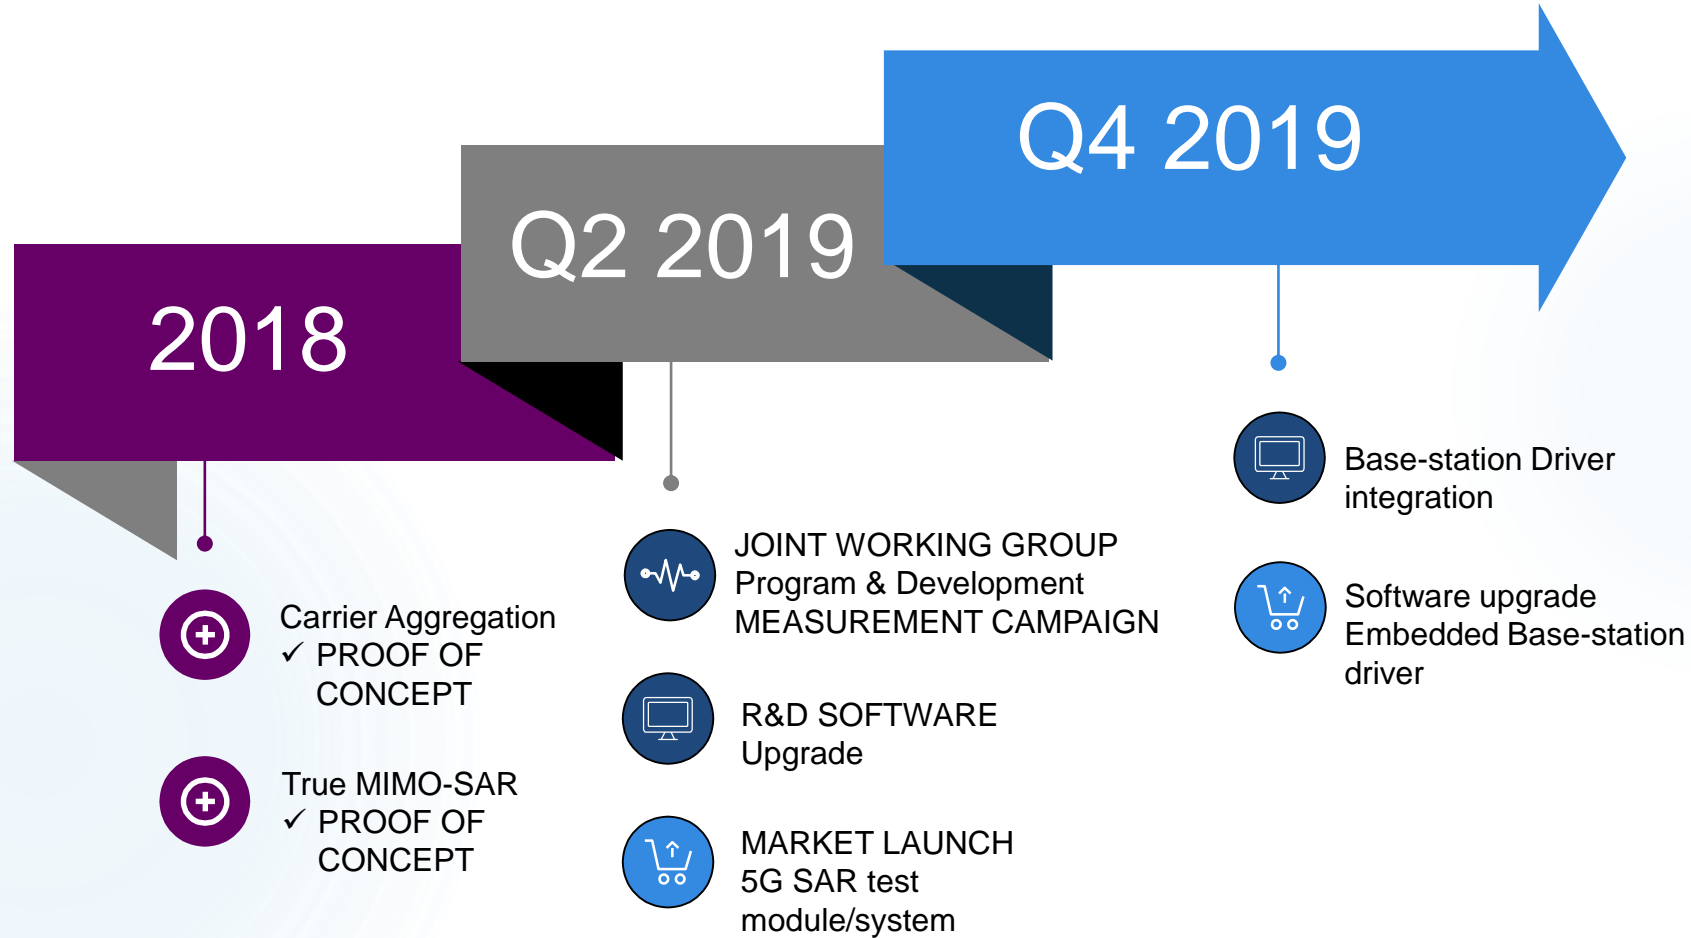 2018
Q2 2019
Q4 2019
Carrier Aggregation
✓ PROOF OF
CONCEPT
True MIMO-SAR
✓ PROOF OF
CONCEPT
JOINT WORKING GROUP
Program & Development
MEASUREMENT CAMPAIGN
R&D SOFTWARE
Upgrade
MARKET LAUNCH
5G SAR test
module/system
Base-station Driver
integration
Software upgrade
Embedded Base-station
driver